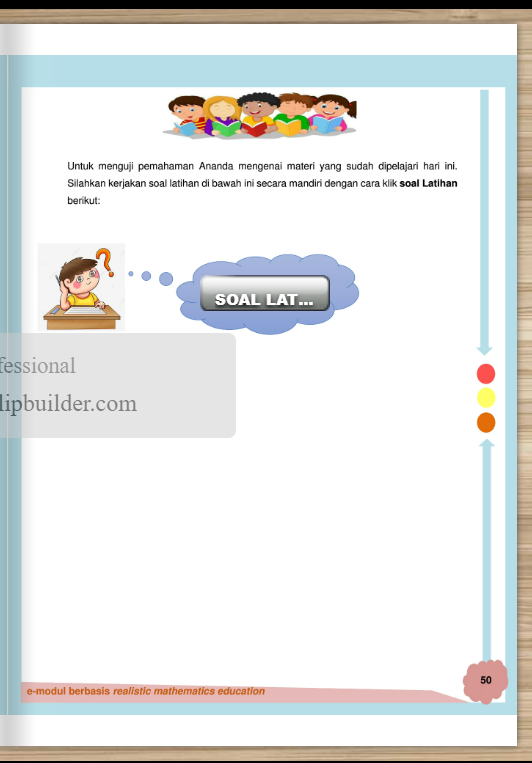 Untuk menguji pemahaman Ananda mengenai materi yang sudah dipelajari hari ini.
Silahkan kerjakan soal latihan di bawah ini secara mandiri dengan cara klik soal Latihan
berikut:
?
SOAL LAT...
fessional
lipbuilder.com
50
e-modul berbasis realistic mathematics education